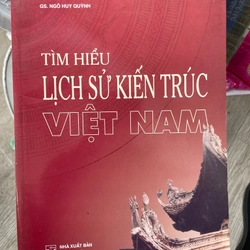 GS. NGÔ HUY QUỲNH
TÌM HIỂU
LỊCH SỬ KIẾN TRÚC
VIỆT NAM
NHÀ XUẤT BẢN